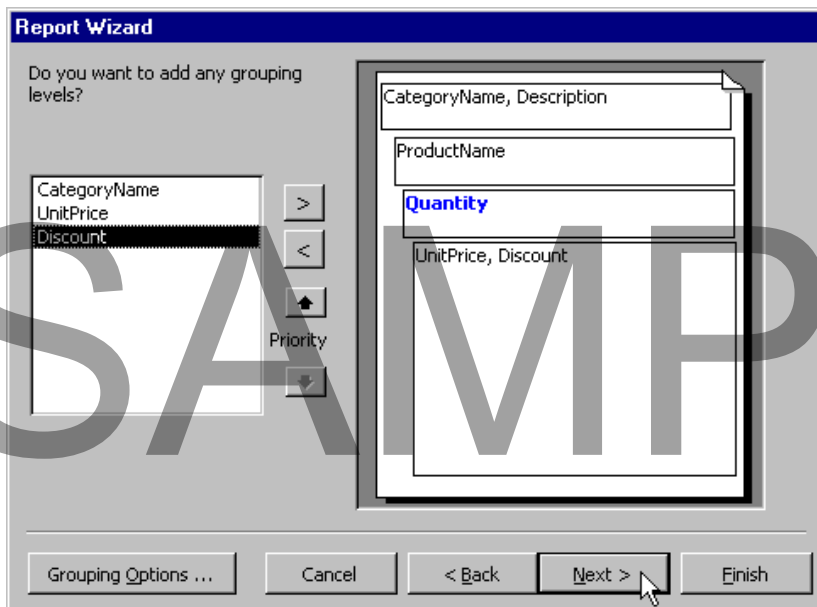 Report Wizard
Do you want to add any grouping
levels?
CategoryName
UnitPrice
Discount
>
<
Priority
CategoryName, Description
ProductName
Quantity
UnitPrice, Discount
SAMP
Grouping Options ...
Cancel
< Back
Next >
Finish